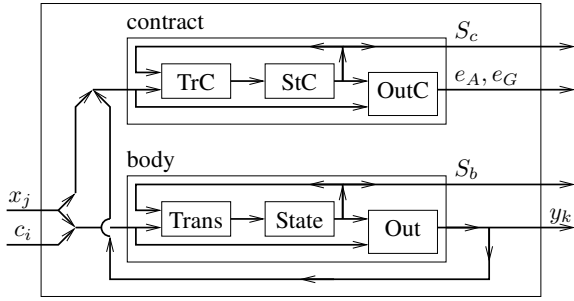 contract
S_c
TrC
StC
OutC
e_A, e_G
body
S_b
x_j
Trans
State
Out
y_k
c_i